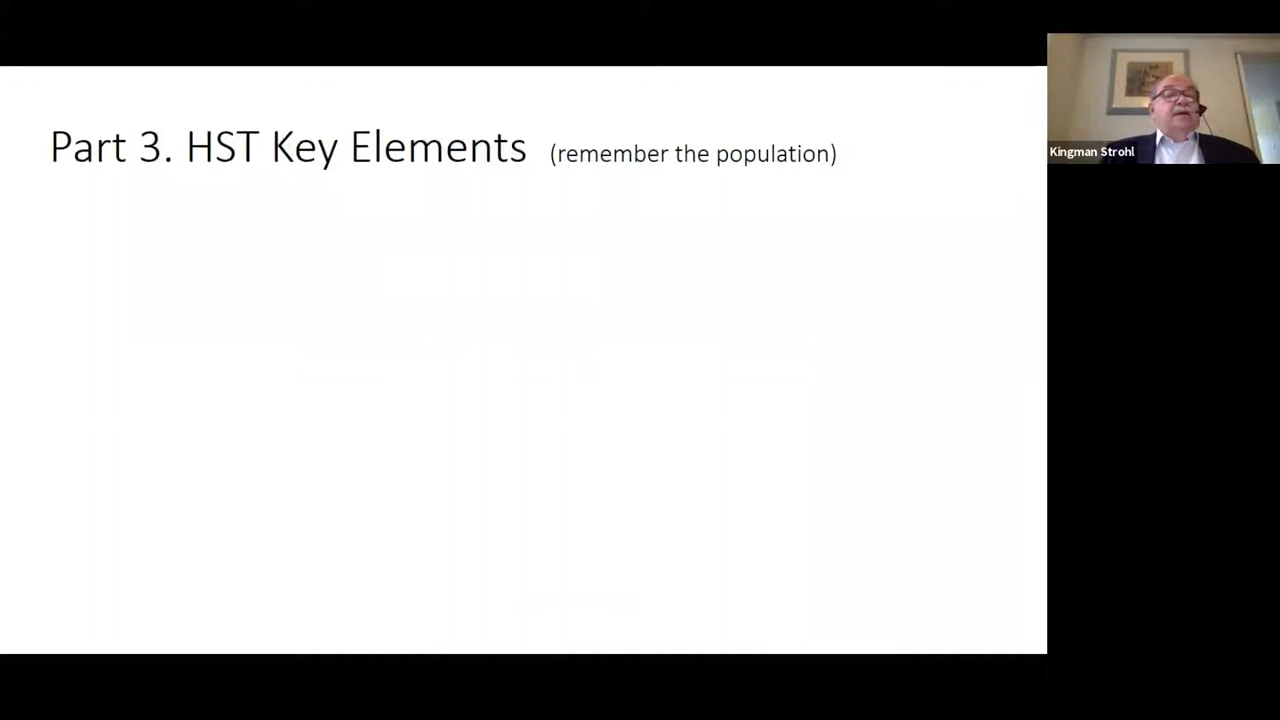 Part 3. HST Key Elements (remember the population)
Kingman Strohl